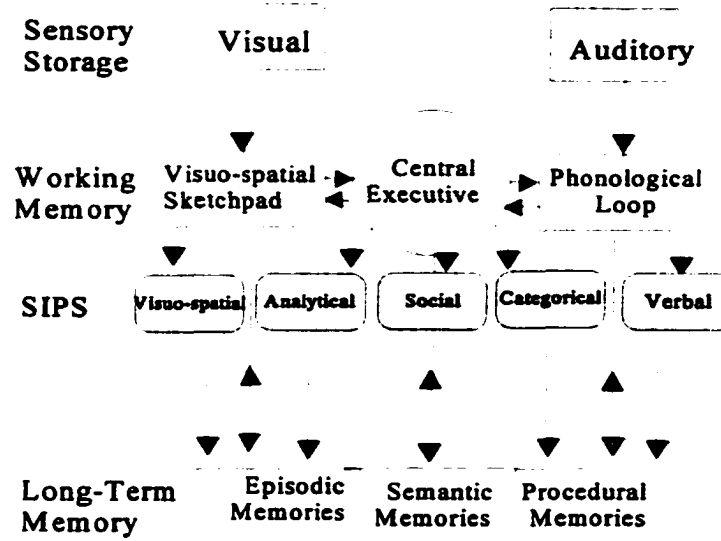 Sensory
Storage
Visual
Auditory
Working
Memory
Visuo-spatial
Sketchpad
Central
Executive
Phonological
Loop
SIPS
Visuo-spatial
Analytical
Social
Categorical
Verbal
Long-Term
Memory
Episodic
Memories
Semantic
Memories
Procedural
Memories